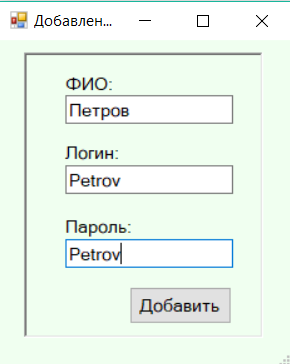 Добавлен...
ФИО:
Петров
Логин:
Petrov
Пароль:
Petrov
Добавить